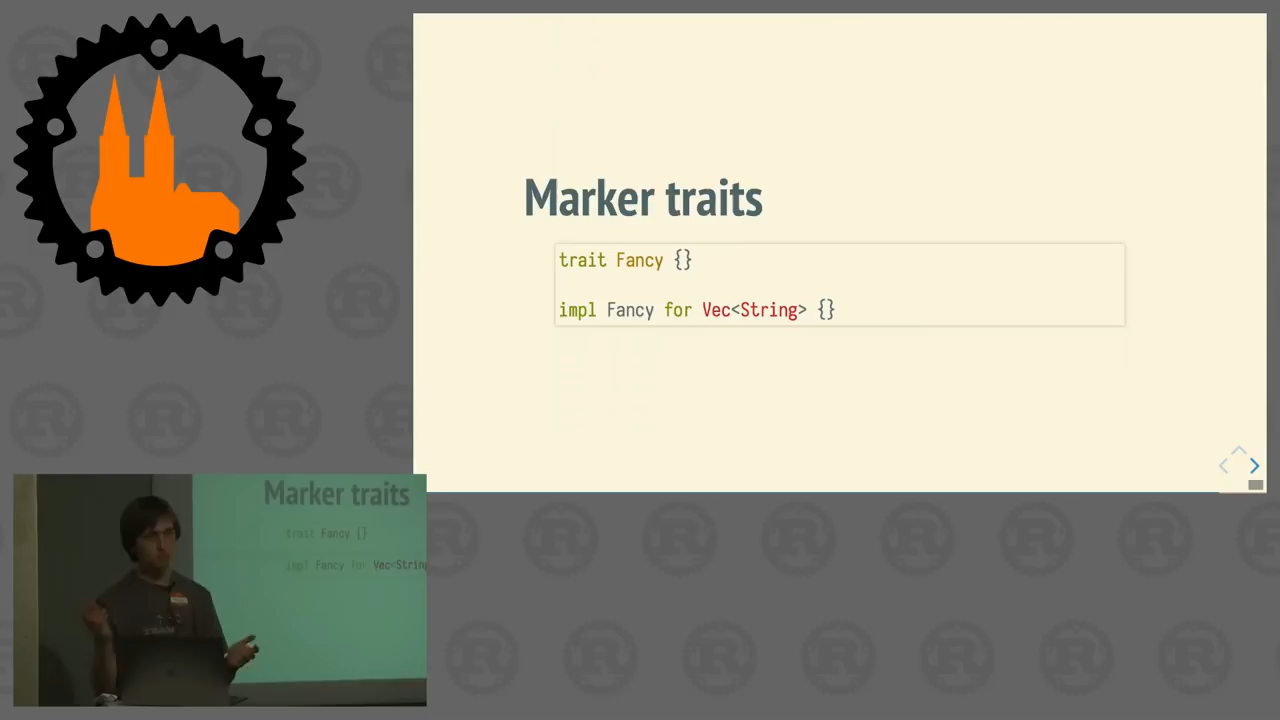 Marker traits
trait Fancy {}
impl Fancy for Vec<String> {}
Marker traits
trait Fancy {}
impl Fancy for Vec<Strin